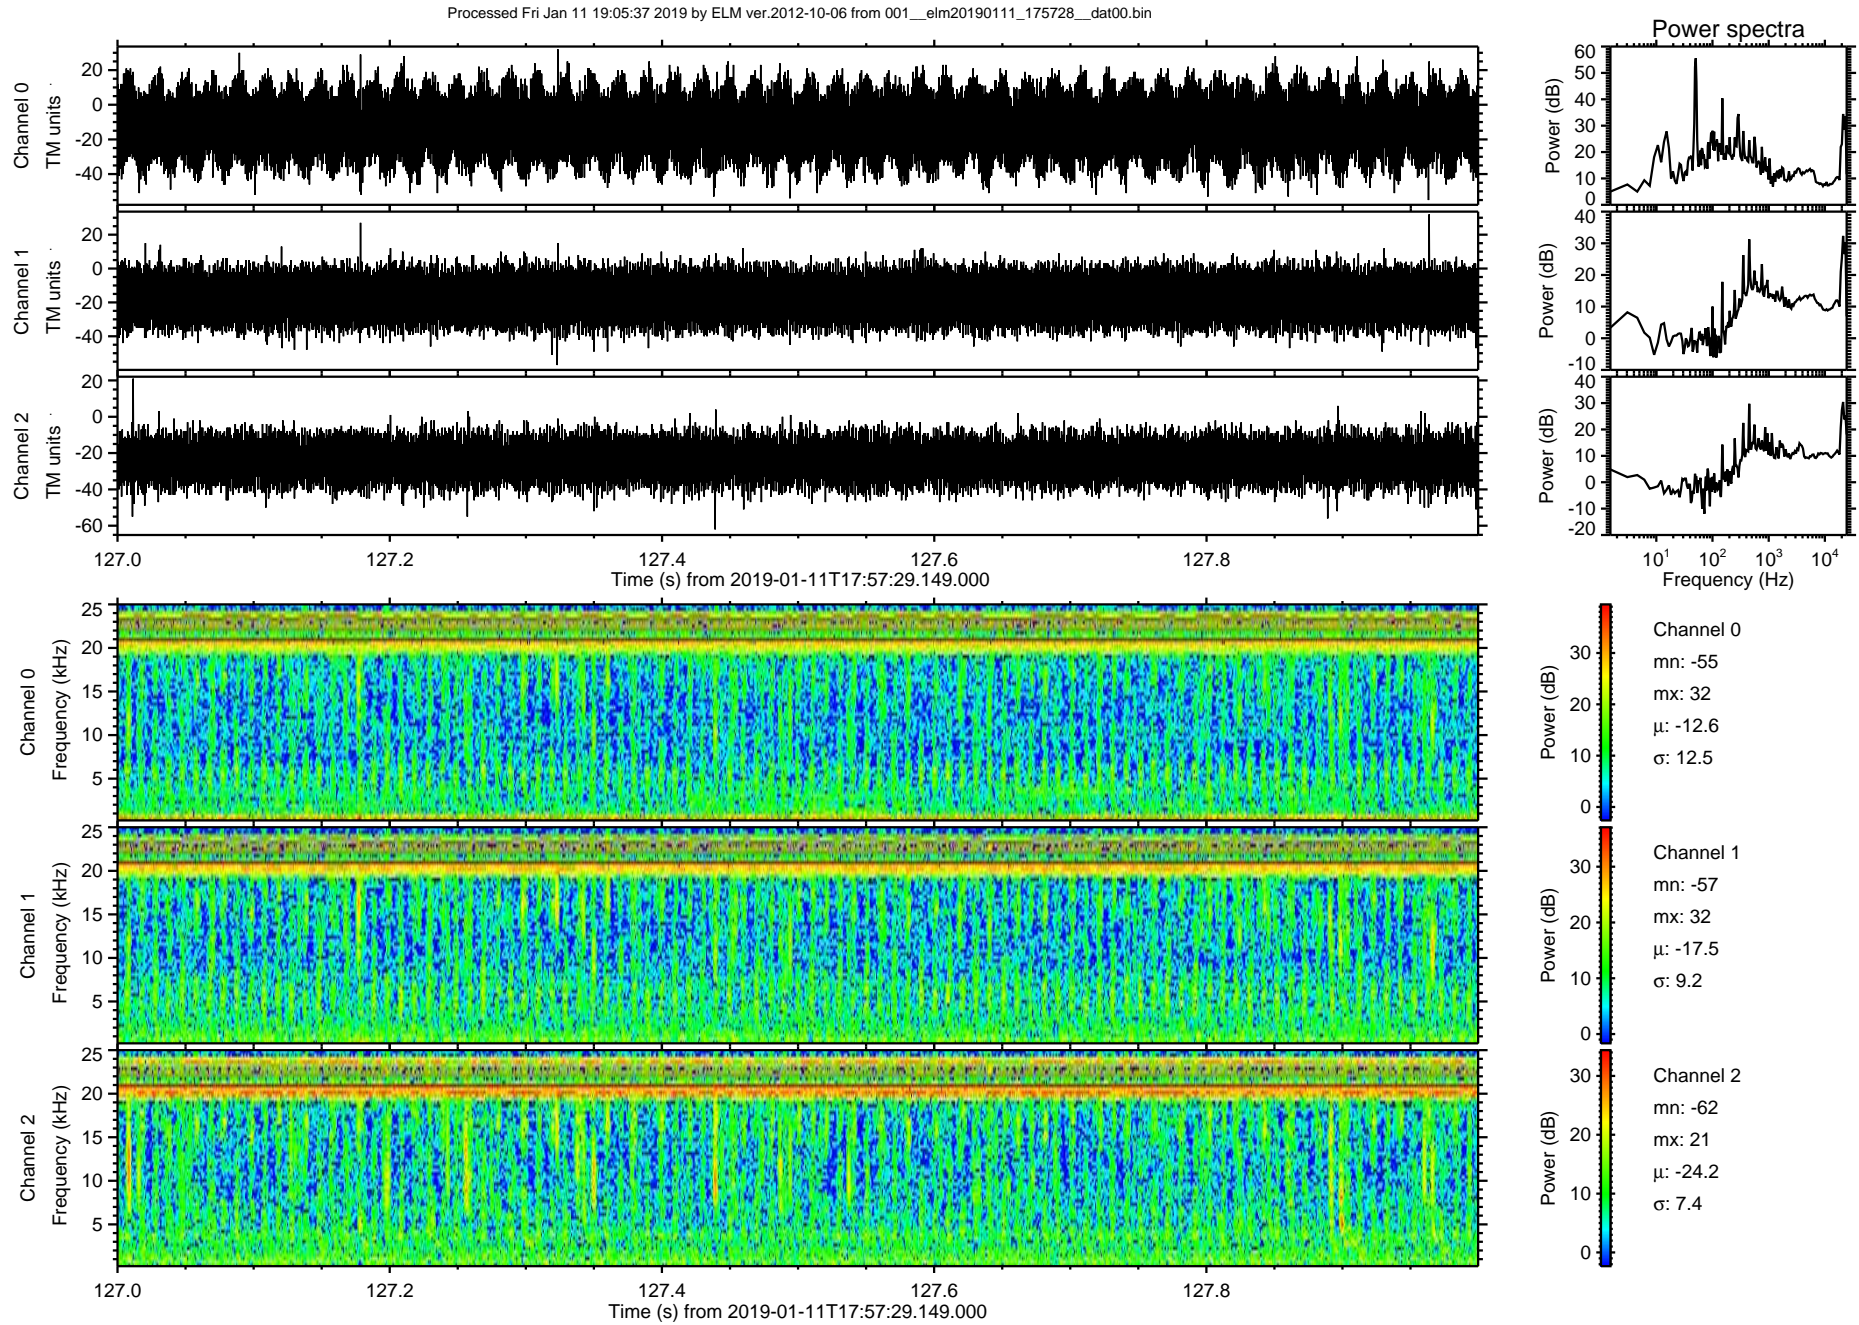 Processed Fri Jan 11 19:05:37 2019 by ELM ver.2012-10-06 from 001__elm20190111_175728__dat00.bin
Power spectra
Channel 0
TM units
20
0
-20
-40
Power (dB)
60
50
40
30
20
10
0
Channel 1
TM units
20
0
-20
-40
Power (dB)
40
30
20
10
0
-10
Channel 2
TM units
20
0
-20
-40
-60
Power (dB)
40
30
20
10
0
-10
-20
127.0 127.2 127.4 127.6 127.8
Time (s) from 2019-01-11T17:57:29.149.000
10¹ 10² 10³ 10⁴
Frequency (Hz)
Channel 0
Frequency (kHz)
25
20
15
10
5
Power (dB)
30
20
10
0
Channel 0
mn: -55
mx: 32
μ: -12.6
σ: 12.5
Channel 1
Frequency (kHz)
25
20
15
10
5
Power (dB)
30
20
10
0
Channel 1
mn: -57
mx: 32
μ: -17.5
σ: 9.2
Channel 2
Frequency (kHz)
25
20
15
10
5
Power (dB)
30
20
10
0
Channel 2
mn: -62
mx: 21
μ: -24.2
σ: 7.4
127.0 127.2 127.4 127.6 127.8
Time (s) from 2019-01-11T17:57:29.149.000